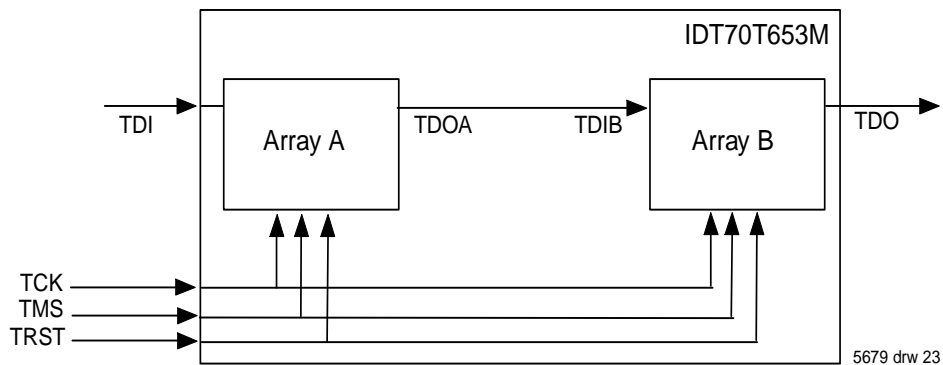 IDT70T653M
TDI
Array A
TDOA
TDIB
Array B
TDO
TCK
TMS
TRST
5679 drw 23